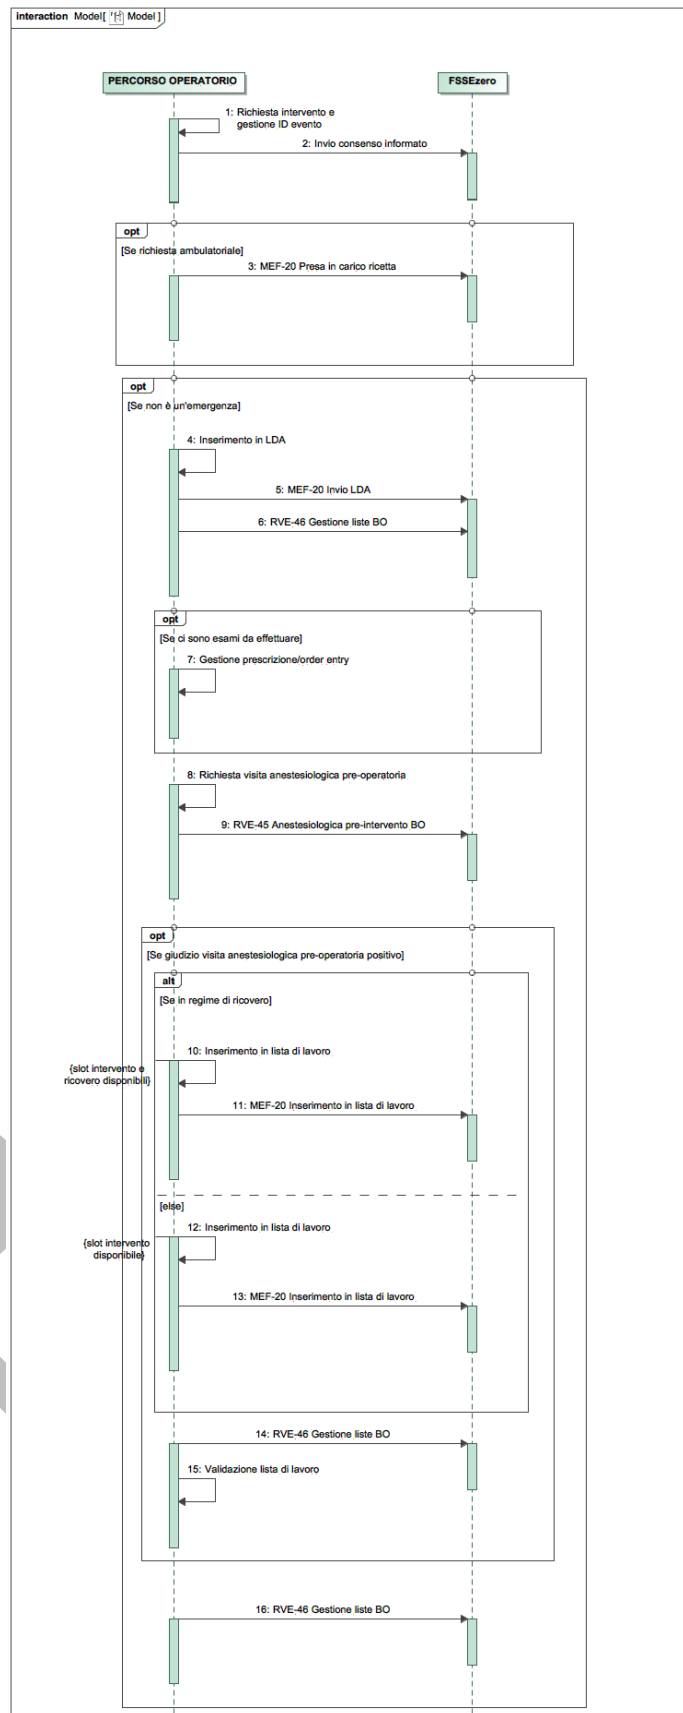 interaction Model[ Model ]
PERCORSO OPERATORIO
FSSEzero
1: Richiesta intervento e
gestione ID evento
2: Invio consenso informato
opt
[Se richiesta ambulatoriale]
3: MEF-20 Presa in carico ricetta
opt
[Se non è un'emergenza]
4: Inserimento in LDA
5: MEF-20 Invio LDA
6: RVE-46 Gestione liste BO
opt
[Se ci sono esami da effettuare]
7: Gestione prescrizione/order entry
8: Richiesta visita anestesiologica pre-operatoria
9: RVE-45 Anestesiologica pre-intervento BO
opt
[Se giudizio visita anestesiologica pre-operatoria positivo]
alt
[Se in regime di ricovero]
10: Inserimento in lista di lavoro
{slot intervento e
ricovero disponibili}
11: MEF-20 Inserimento in lista di lavoro
[else]
12: Inserimento in lista di lavoro
{slot intervento
disponibile}
13: MEF-20 Inserimento in lista di lavoro
14: RVE-46 Gestione liste BO
15: Validazione lista di lavoro
16: RVE-46 Gestione liste BO